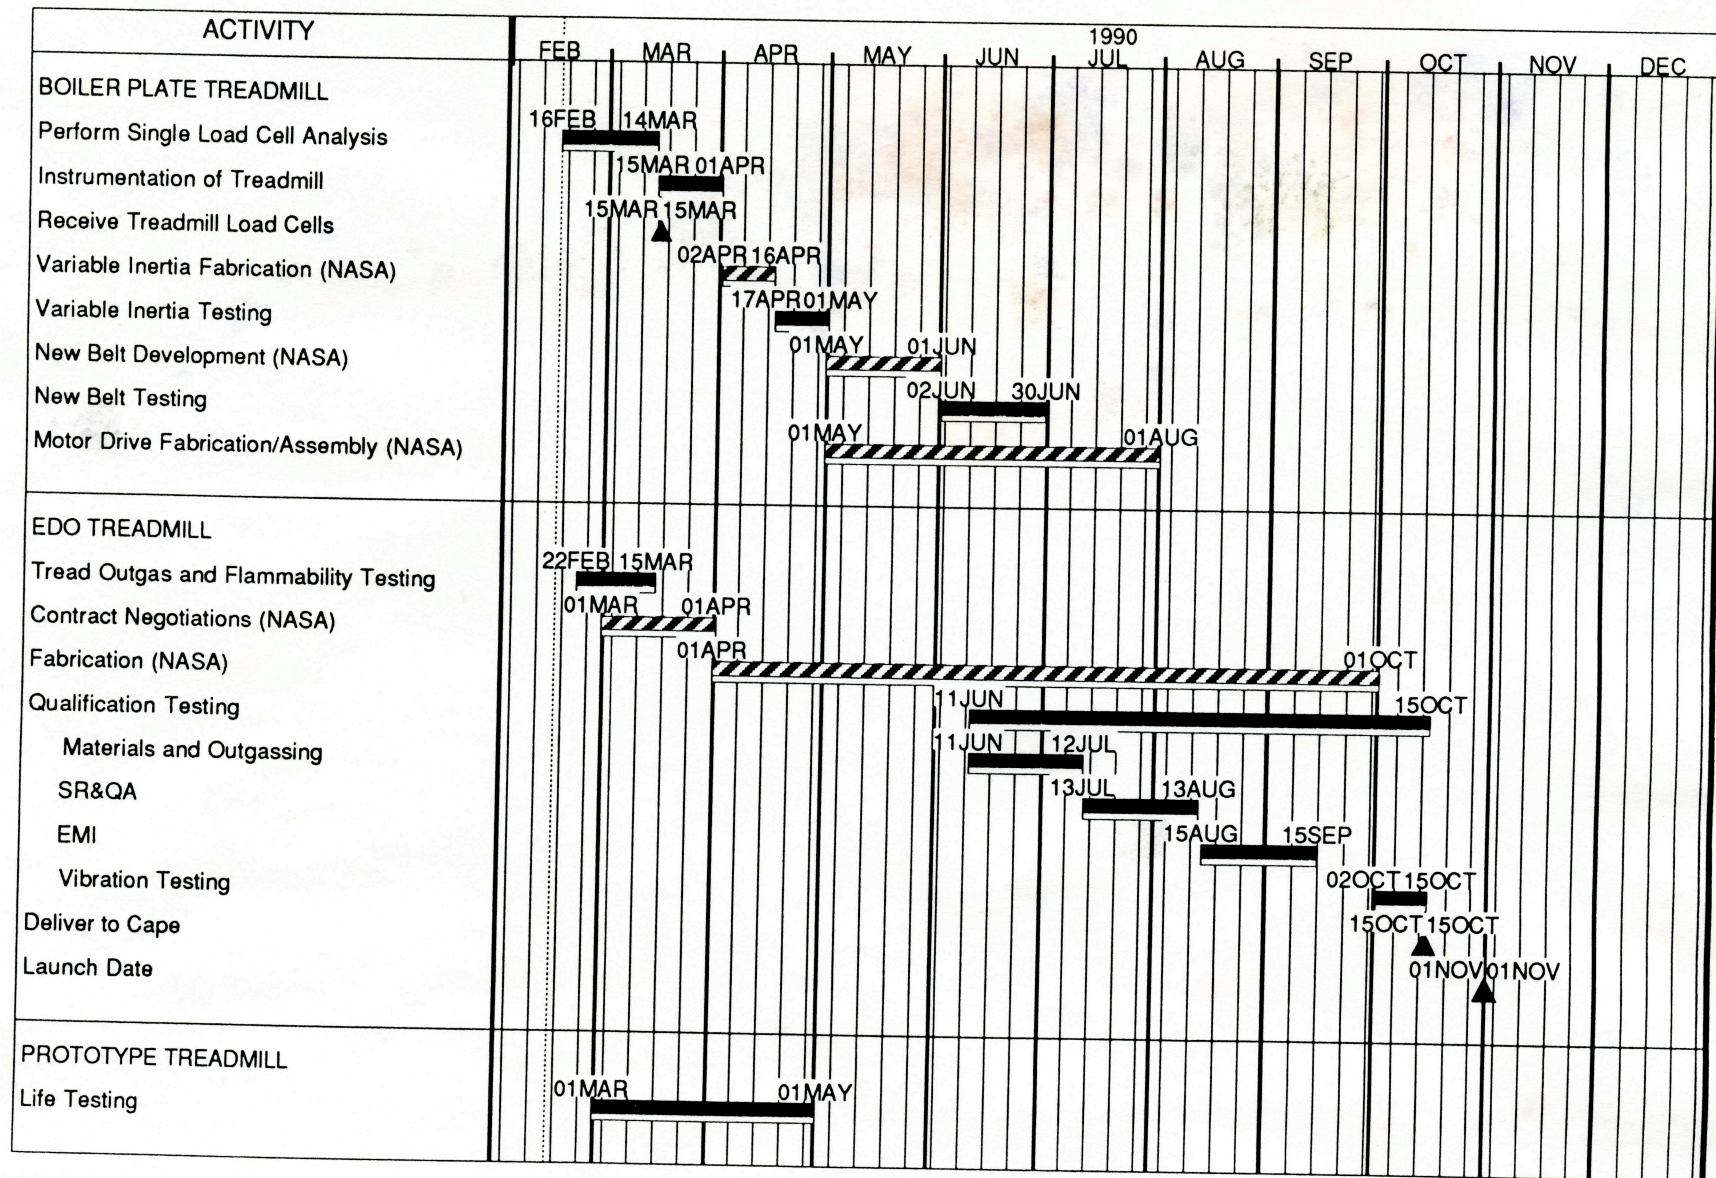 ACTIVITY
1990
FEB MAR APR MAY JUN JUL AUG SEP OCT NOV DEC
BOILER PLATE TREADMILL
Perform Single Load Cell Analysis 16FEB 14MAR
Instrumentation of Treadmill 15MAR 01APR
Receive Treadmill Load Cells 15MAR 15MAR
Variable Inertia Fabrication (NASA) 02APR 16APR
Variable Inertia Testing 17APR 01MAY
New Belt Development (NASA) 01MAY 01JUN
New Belt Testing 02JUN 30JUN
Motor Drive Fabrication/Assembly (NASA) 01MAY 01AUG
EDO TREADMILL
Tread Outgas and Flammability Testing 22FEB 15MAR
Contract Negotiations (NASA) 01MAR 01APR
Fabrication (NASA) 01APR 01OCT
Qualification Testing 11JUN 15OCT
Materials and Outgassing 11JUN 12JUL
SR&QA 13JUL 13AUG
EMI 15AUG 15SEP
Vibration Testing 02OCT 15OCT
Deliver to Cape 15OCT 15OCT
Launch Date 01NOV 01NOV
PROTOTYPE TREADMILL
Life Testing 01MAR 01MAY